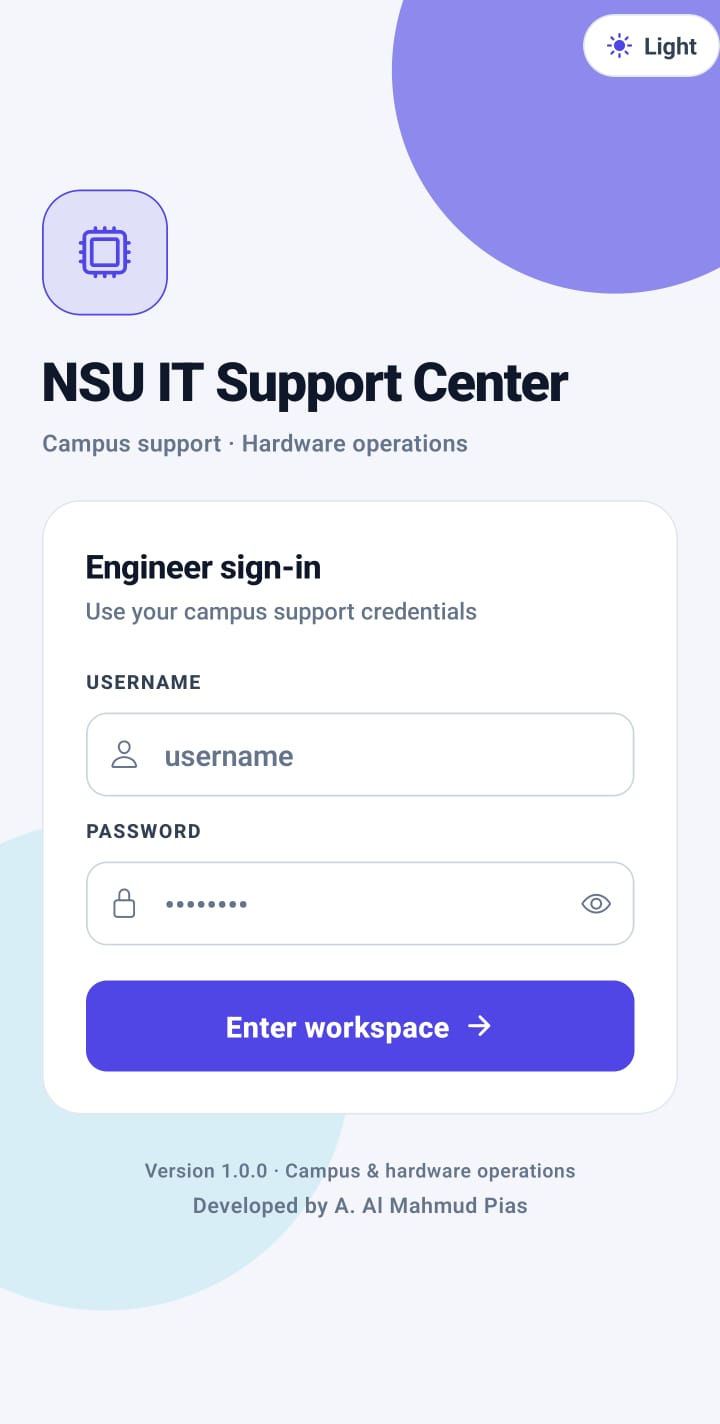 Light
NSU IT Support Center
Campus support · Hardware operations
Engineer sign-in
Use your campus support credentials
USERNAME
username
PASSWORD
••••••••
Enter workspace →
Version 1.0.0 · Campus & hardware operations
Developed by A. Al Mahmud Pias